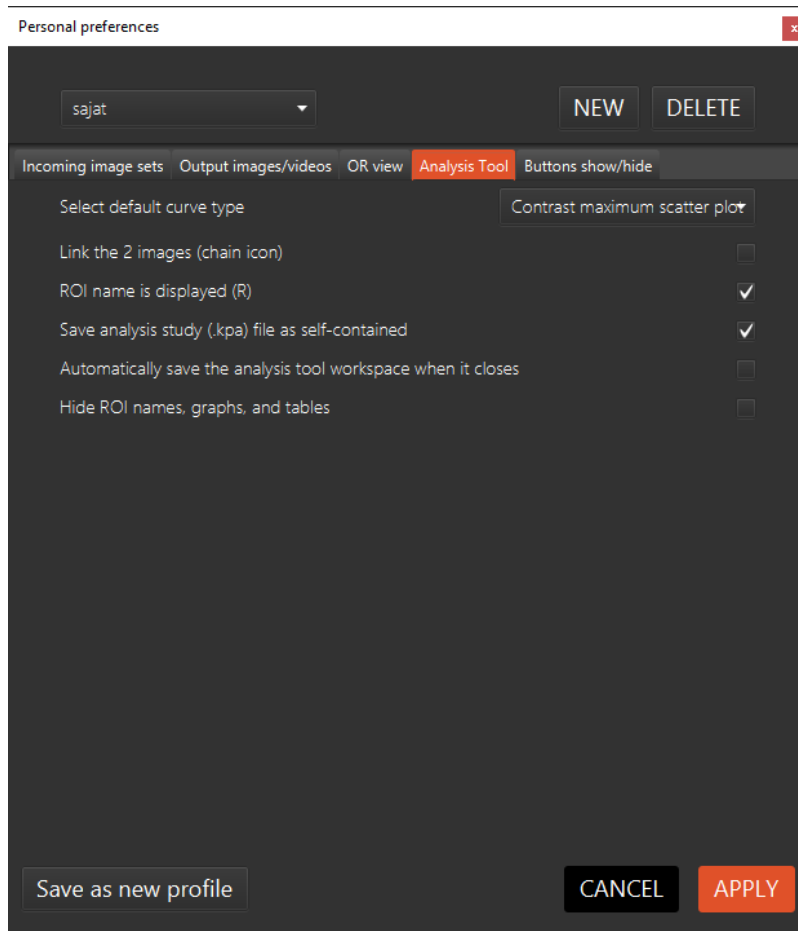 Personal preferences
x
sajat
NEW
DELETE
Incoming image sets
Output images/videos
OR view
Analysis Tool
Buttons show/hide
Select default curve type
Contrast maximum scatter plot
Link the 2 images (chain icon)
ROI name is displayed (R)
Save analysis study (.kpa) file as self-contained
Automatically save the analysis tool workspace when it closes
Hide ROI names, graphs, and tables
Save as new profile
CANCEL
APPLY